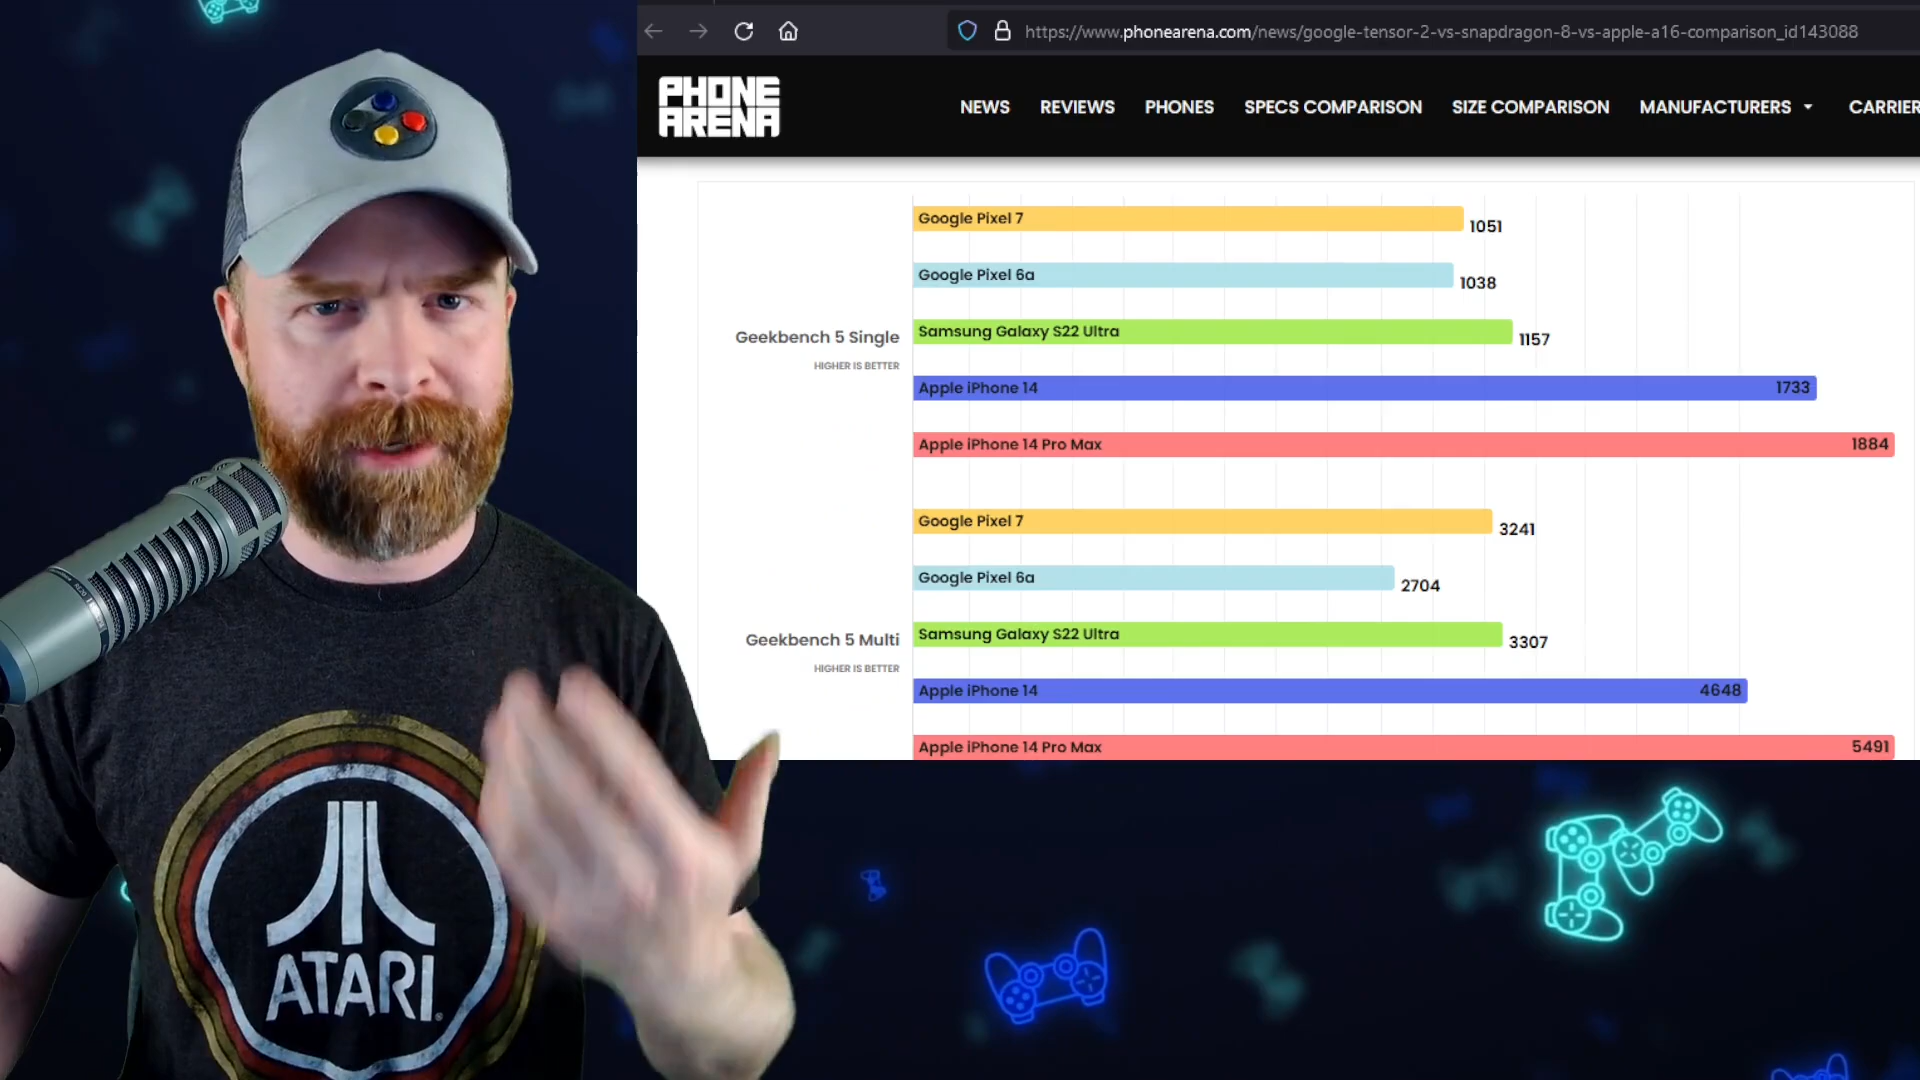 https://www.phonearena.com/news/google-tensor-2-vs-snapdragon-8-vs-apple-a16-comparison_id143088
PHONE
ARENA
NEWS REVIEWS PHONES SPECS COMPARISON SIZE COMPARISON MANUFACTURERS CARRIER
Google Pixel 7 1051
Google Pixel 6a 1038
Geekbench 5 Single
HIGHER IS BETTER
Samsung Galaxy S22 Ultra 1157
Apple iPhone 14 1733
Apple iPhone 14 Pro Max 1884
Google Pixel 7 3241
Google Pixel 6a 2704
Geekbench 5 Multi
HIGHER IS BETTER
Samsung Galaxy S22 Ultra 3307
Apple iPhone 14 4648
Apple iPhone 14 Pro Max 5491
ATARI